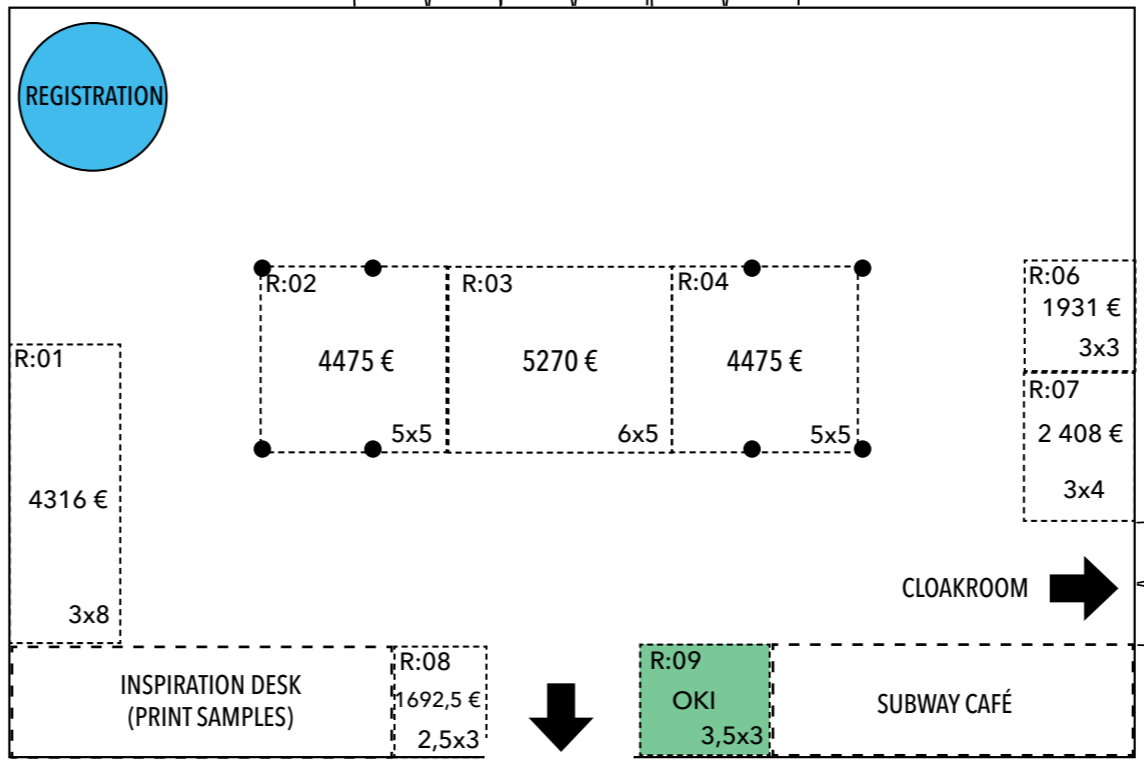 REGISTRATION
R:02
4475 €
5x5
R:03
5270 €
6x5
R:04
4475 €
5x5
R:06
1931 €
3x3
R:07
2 408 €
3x4
R:01
4316 €
3x8
CLOAKROOM
INSPIRATION DESK
(PRINT SAMPLES)
R:08
1692,5 €
2,5x3
R:09
OKI
3,5x3
SUBWAY CAFÉ